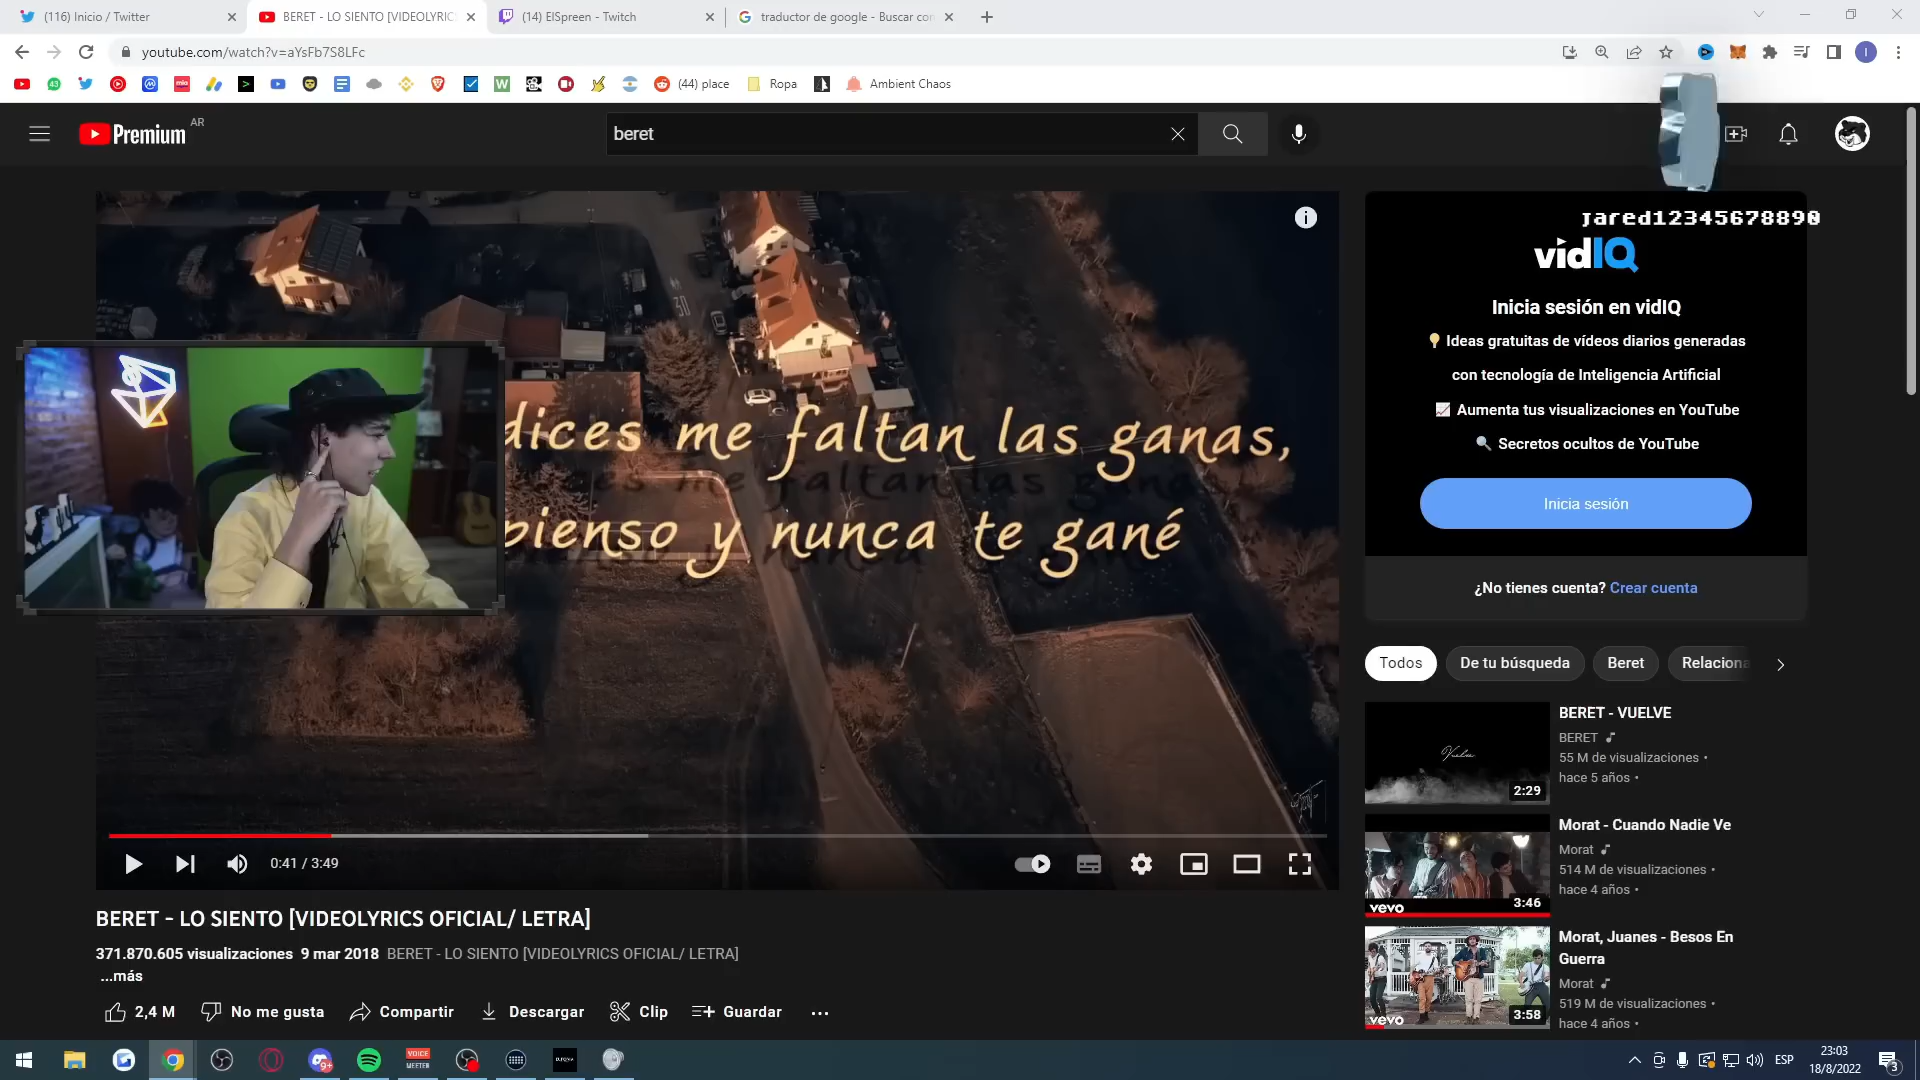 (116) Inicio / Twitter
BERET - LO SIENTO [VIDEOLYRIC
(14) ElSpreen - Twitch
traductor de google - Buscar con
youtube.com/watch?v=aYsFb7S8LFc
(44) place
Ropa
Ambient Chaos
Premium
AR
beret
jared12345678890
vidIQ
Inicia sesión en vidIQ
Ideas gratuitas de vídeos diarios generadas
con tecnología de Inteligencia Artificial
Aumenta tus visualizaciones en YouTube
Secretos ocultos de YouTube
Inicia sesión
¿No tienes cuenta? Crear cuenta
dices me faltan las ganas,
pienso y nunca te gané
0:41 / 3:49
BERET - LO SIENTO [VIDEOLYRICS OFICIAL/ LETRA]
371.870.605 visualizaciones 9 mar 2018 BERET - LO SIENTO [VIDEOLYRICS OFICIAL/ LETRA]
...más
2,4 M
No me gusta
Compartir
Descargar
Clip
Guardar
Todos
De tu búsqueda
Beret
Relaciona
Vuelve
2:29
BERET - VUELVE
BERET
55 M de visualizaciones •
hace 5 años •
vevo
3:46
Morat - Cuando Nadie Ve
Morat
514 M de visualizaciones •
hace 4 años •
vevo
3:58
Morat, Juanes - Besos En
Guerra
Morat
519 M de visualizaciones •
hace 4 años •
9+
VOICE
MEETER
ESP
23:03
18/8/2022
3